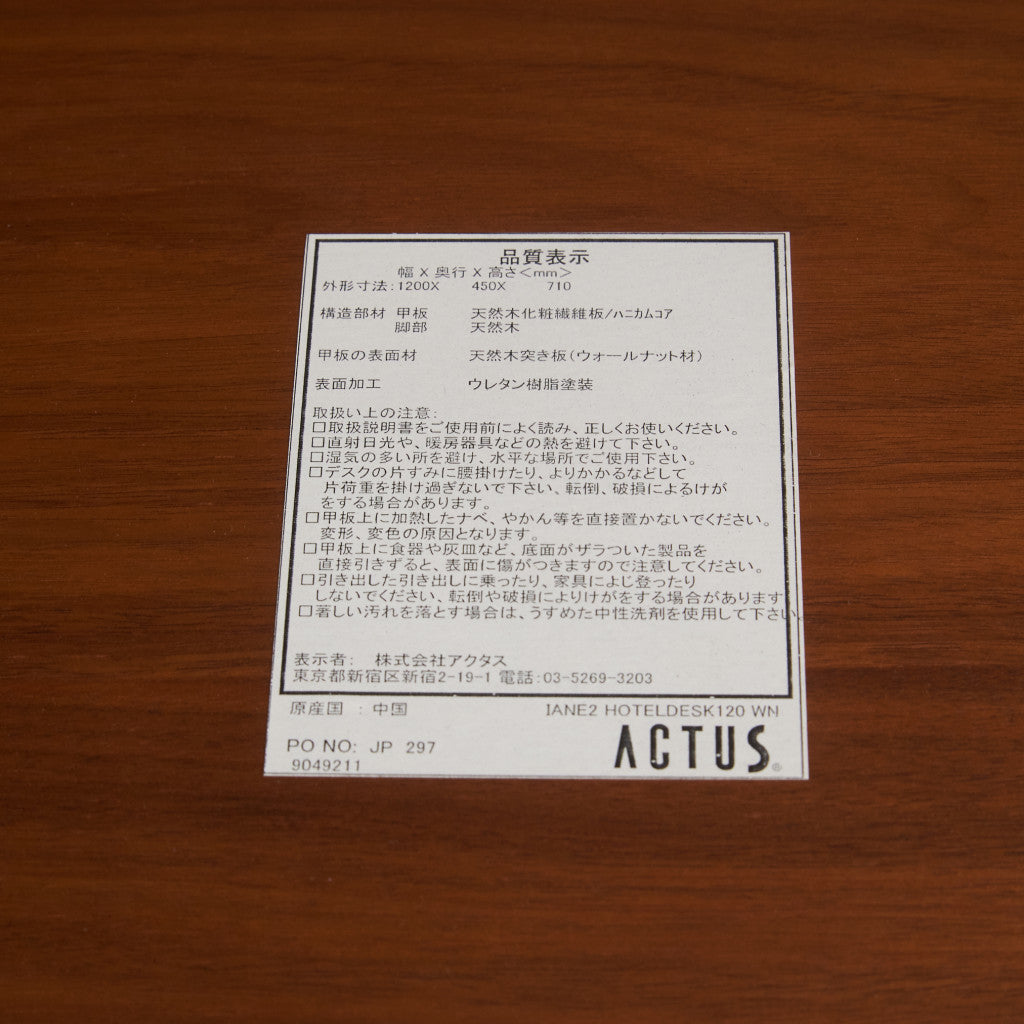 品質表示
幅 X 奥行 X 高さ<mm>
外形寸法:1200X 450X 710
構造部材 甲板 天然木化粧繊維板/ハニカムコア
脚部 天然木
甲板の表面材 天然木突き板(ウォールナット材)
表面加工 ウレタン樹脂塗装
取扱い上の注意:
□取扱説明書をご使用前によく読み、正しくお使いください。
□直射日光や、暖房器具などの熱を避けて下さい。
□湿気の多い所を避け、水平な場所でご使用下さい。
□デスクの片すみに腰掛けたり、よりかかるなどして
片荷重を掛け過ぎないで下さい、転倒、破損によるけが
をする場合があります。
□甲板上に加熱したナベ、やかん等を直接置かないでください。
変形、変色の原因となります。
□甲板上に食器や灰皿など、底面がザラついた製品を
直接引きずると、表面に傷がつきますので注意してください。
□引き出した引き出しに乗ったり、家具によじ登ったり
しないでください、転倒や破損によりけがをする場合があります
□著しい汚れを落とす場合は、うすめた中性洗剤を使用して下さい。
表示者: 株式会社アクタス
東京都新宿区新宿2-19-1 電話:03-5269-3203
原産国 : 中国 IANE2 HOTELDESK120 WN
PO NO: JP 297
9049211
ACTUS®